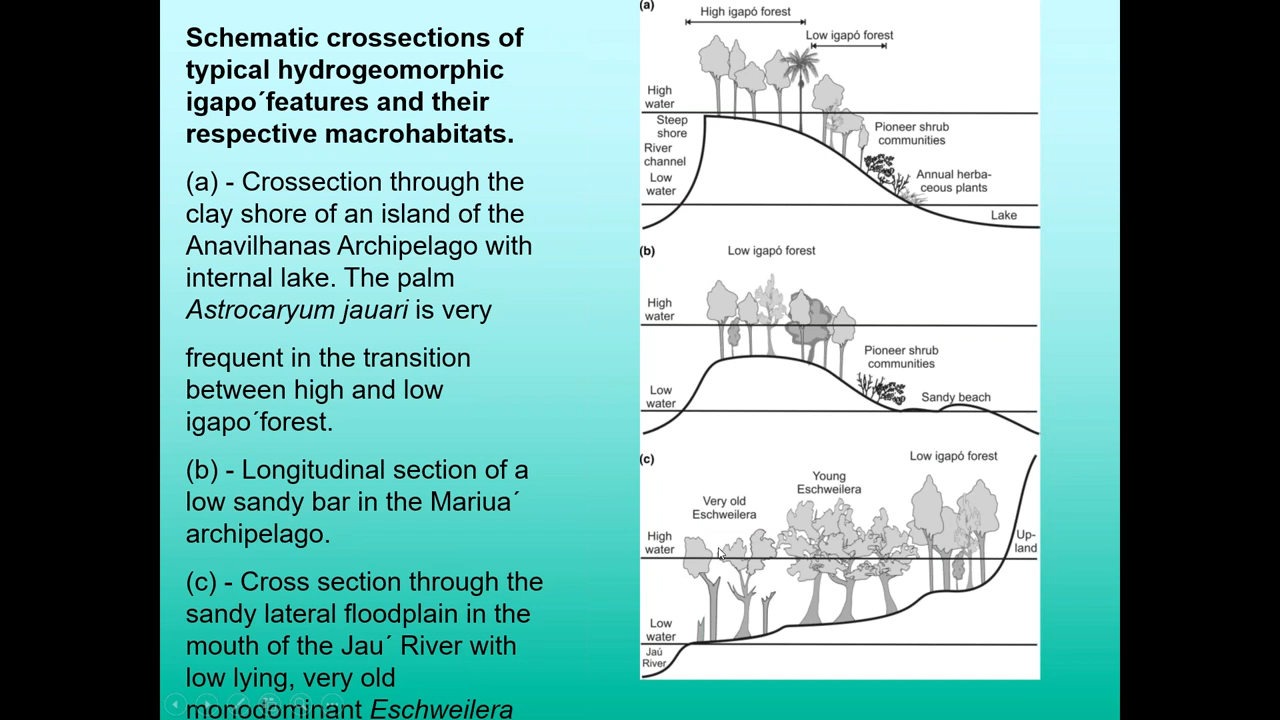 Schematic crossections of
typical hydrogeomorphic
igapo´features and their
respective macrohabitats.
(a) - Crossection through the
clay shore of an island of the
Anavilhanas Archipelago with
internal lake. The palm
Astrocaryum jauari is very
frequent in the transition
between high and low
igapo´forest.
(b) - Longitudinal section of a
low sandy bar in the Mariua´
archipelago.
(c) - Cross section through the
sandy lateral floodplain in the
mouth of the Jau´ River with
low lying, very old
monodominant Eschweilera
(a)
High igapó forest
Low igapó forest
High
water
Steep
shore
River
channel
Low
water
Pioneer shrub
communities
Annual herba-
ceous plants
Lake
(b)
Low igapó forest
High
water
Pioneer shrub
communities
Low
water
Sandy beach
(c)
Low igapó forest
Young
Eschweilera
Very old
Eschweilera
High
water
Up-
land
Low
water
Jaú
River